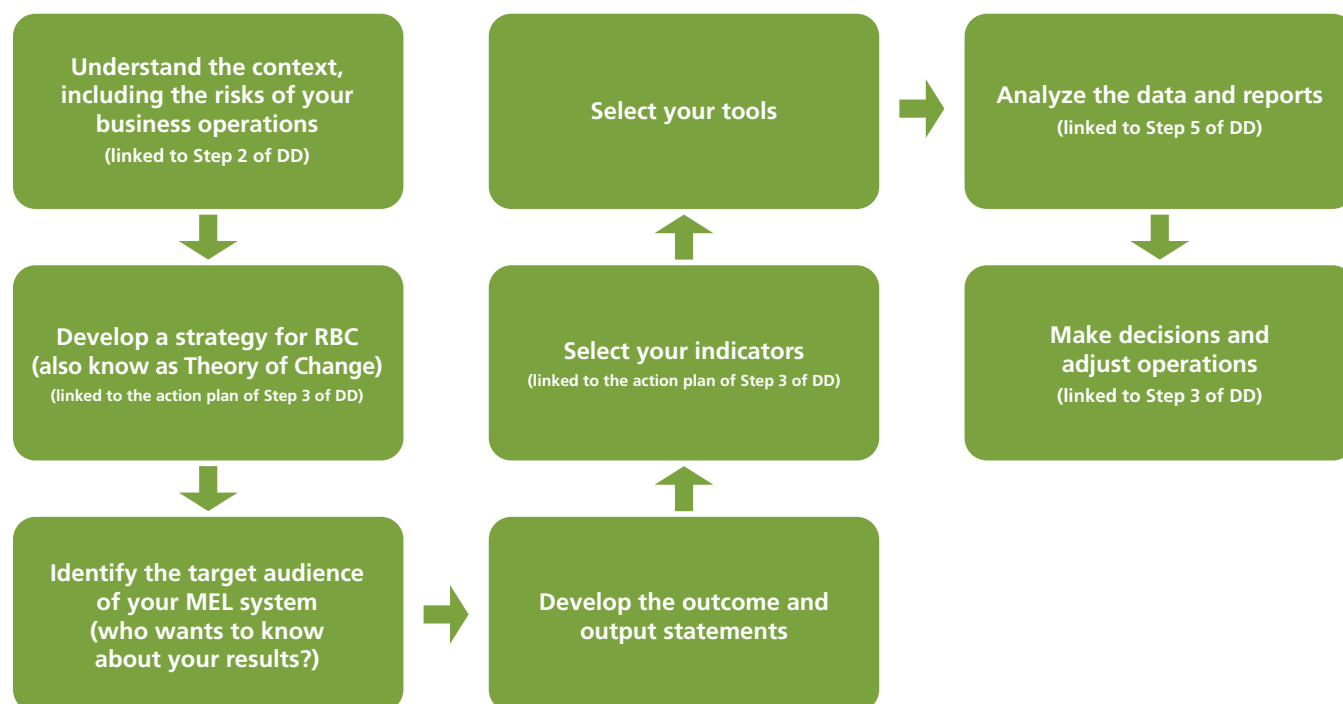 Understand the context,
including the risks of your
business operations
(linked to Step 2 of DD)
Develop a strategy for RBC
(also know as Theory of Change)
(linked to the action plan of Step 3 of DD)
Identify the target audience
of your MEL system
(who wants to know
about your results?)
Develop the outcome and
output statements
Select your indicators
(linked to the action plan of Step 3 of DD)
Select your tools
Analyze the data and reports
(linked to Step 5 of DD)
Make decisions and
adjust operations
(linked to Step 3 of DD)